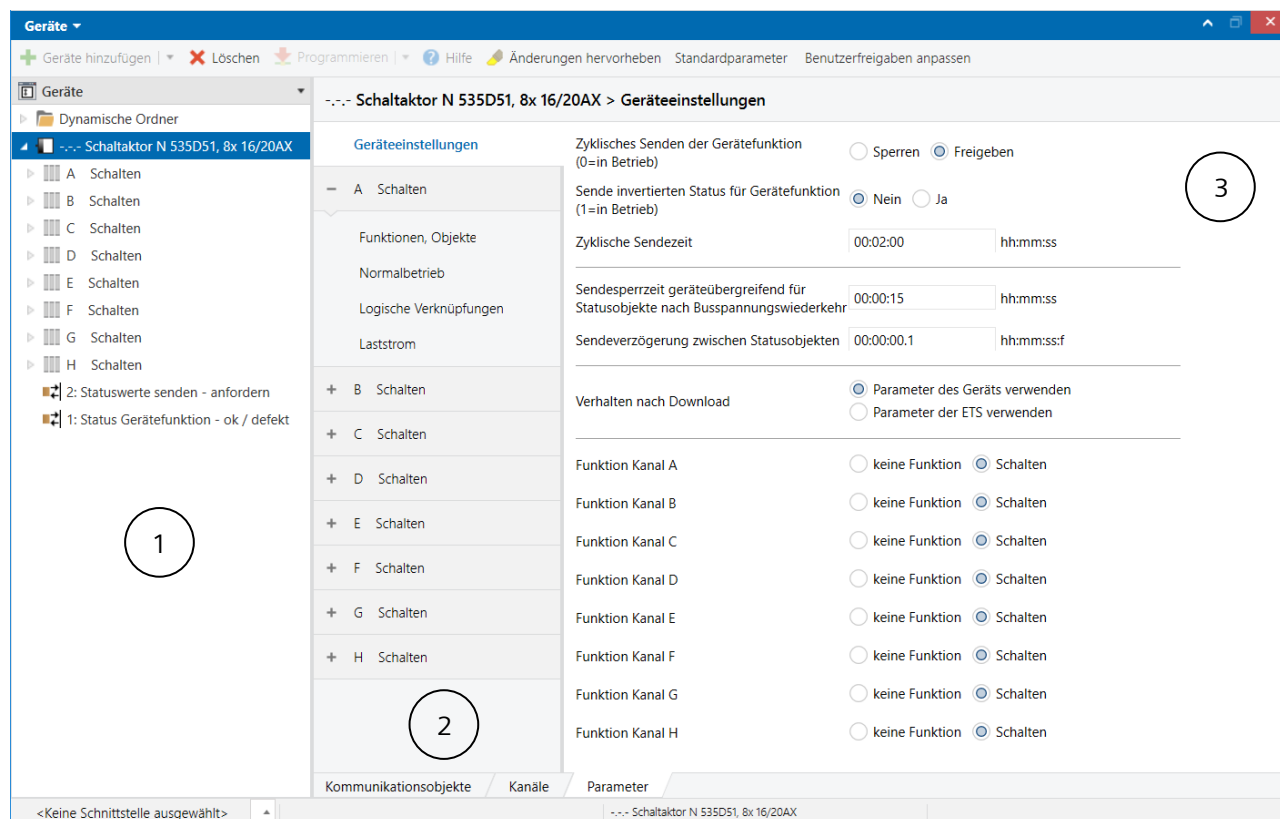 Geräte
Geräte hinzufügen Löschen Programmieren Hilfe Änderungen hervorheben Standardparameter Benutzerfreigaben anpassen
Geräte
Dynamische Ordner
-.-.- Schaltaktor N 535D51, 8x 16/20AX
A Schalten
B Schalten
C Schalten
D Schalten
E Schalten
F Schalten
G Schalten
H Schalten
2: Statuswerte senden - anfordern
1: Status Gerätefunktion - ok / defekt
1
-.-.- Schaltaktor N 535D51, 8x 16/20AX > Geräteeinstellungen
Geräteeinstellungen
A Schalten
Funktionen, Objekte
Normalbetrieb
Logische Verknüpfungen
Laststrom
B Schalten
C Schalten
D Schalten
E Schalten
F Schalten
G Schalten
H Schalten
2
Zyklisches Senden der Gerätefunktion
(0=in Betrieb)
Sperren Freigeben
Sende invertierten Status für Gerätefunktion
(1=in Betrieb)
Nein Ja
Zyklische Sendezeit 00:02:00 hh:mm:ss
Sendesperrzeit geräteübergreifend für
Statusobjekte nach Busspannungswiederkehr
00:00:15 hh:mm:ss
Sendeverzögerung zwischen Statusobjekten 00:00:00.1 hh:mm:ss:f
Verhalten nach Download
Parameter des Geräts verwenden
Parameter der ETS verwenden
Funktion Kanal A keine Funktion Schalten
Funktion Kanal B keine Funktion Schalten
Funktion Kanal C keine Funktion Schalten
Funktion Kanal D keine Funktion Schalten
Funktion Kanal E keine Funktion Schalten
Funktion Kanal F keine Funktion Schalten
Funktion Kanal G keine Funktion Schalten
Funktion Kanal H keine Funktion Schalten
3
Kommunikationsobjekte Kanäle Parameter
<Keine Schnittstelle ausgewählt> -.-.- Schaltaktor N 535D51, 8x 16/20AX